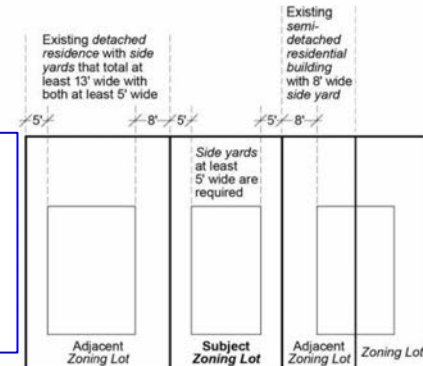 Existing detached
residence with side
yards that total at
least 13' wide with
both at least 5' wide
Existing
semi-
detached
residential
building
with 8' wide
side yard
5'
8'
5'
5'
8'
Side yards
at least
5' wide are
required
Adjacent
Zoning Lot
Subject
Zoning Lot
Adjacent
Zoning Lot
Zoning Lot